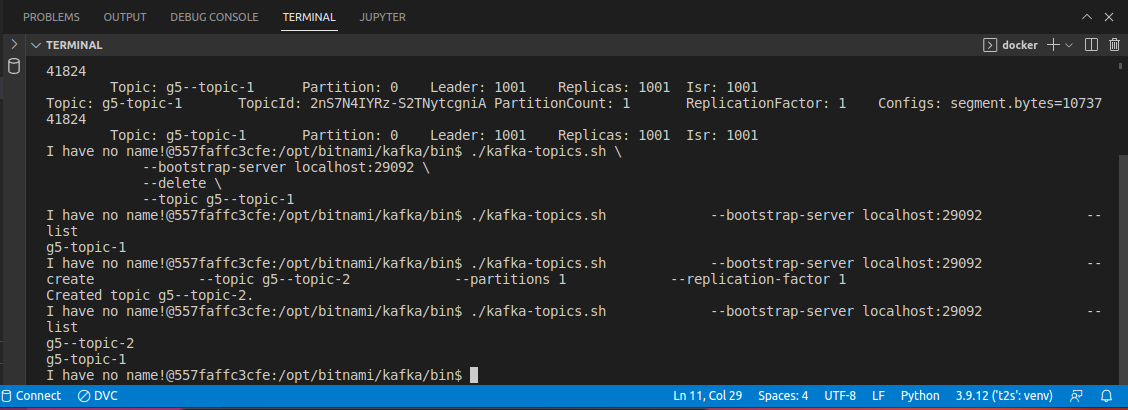 PROBLEMS OUTPUT DEBUG CONSOLE TERMINAL JUPYTER
TERMINAL docker
41824
Topic: g5--topic-1 Partition: 0 Leader: 1001 Replicas: 1001 Isr: 1001
Topic: g5-topic-1 TopicId: 2nS7N4IYRz-S2TNytcgniA PartitionCount: 1 ReplicationFactor: 1 Configs: segment.bytes=10737
41824
Topic: g5-topic-1 Partition: 0 Leader: 1001 Replicas: 1001 Isr: 1001
I have no name!@557faffc3cfe:/opt/bitnami/kafka/bin$ ./kafka-topics.sh \
--bootstrap-server localhost:29092 \
--delete \
--topic g5--topic-1
I have no name!@557faffc3cfe:/opt/bitnami/kafka/bin$ ./kafka-topics.sh --bootstrap-server localhost:29092 --
list
g5-topic-1
I have no name!@557faffc3cfe:/opt/bitnami/kafka/bin$ ./kafka-topics.sh --bootstrap-server localhost:29092 --
create --topic g5--topic-2 --partitions 1 --replication-factor 1
Created topic g5--topic-2.
I have no name!@557faffc3cfe:/opt/bitnami/kafka/bin$ ./kafka-topics.sh --bootstrap-server localhost:29092 --
list
g5--topic-2
g5-topic-1
I have no name!@557faffc3cfe:/opt/bitnami/kafka/bin$
Connect DVC Ln 11, Col 29 Spaces: 4 UTF-8 LF Python 3.9.12 ('t2s': venv)